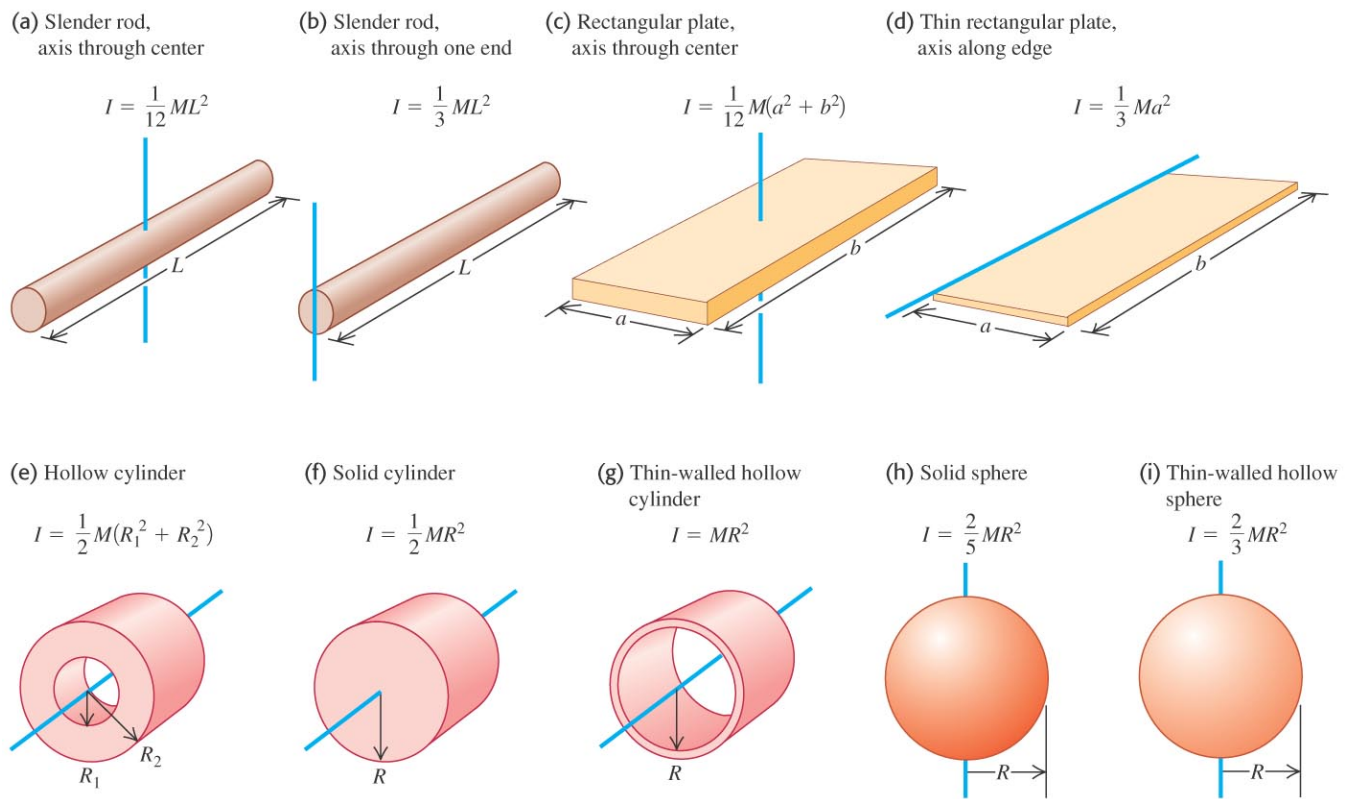 (a) Slender rod,
axis through center
I = 1/12 ML²
L
(b) Slender rod,
axis through one end
I = 1/3 ML²
L
(c) Rectangular plate,
axis through center
I = 1/12 M(a² + b²)
b
a
(d) Thin rectangular plate,
axis along edge
I = 1/3 Ma²
b
a
(e) Hollow cylinder
I = 1/2 M(R₁² + R₂²)
R₂
R₁
(f) Solid cylinder
I = 1/2 MR²
R
(g) Thin-walled hollow
cylinder
I = MR²
R
(h) Solid sphere
I = 2/5 MR²
R
(i) Thin-walled hollow
sphere
I = 2/3 MR²
R